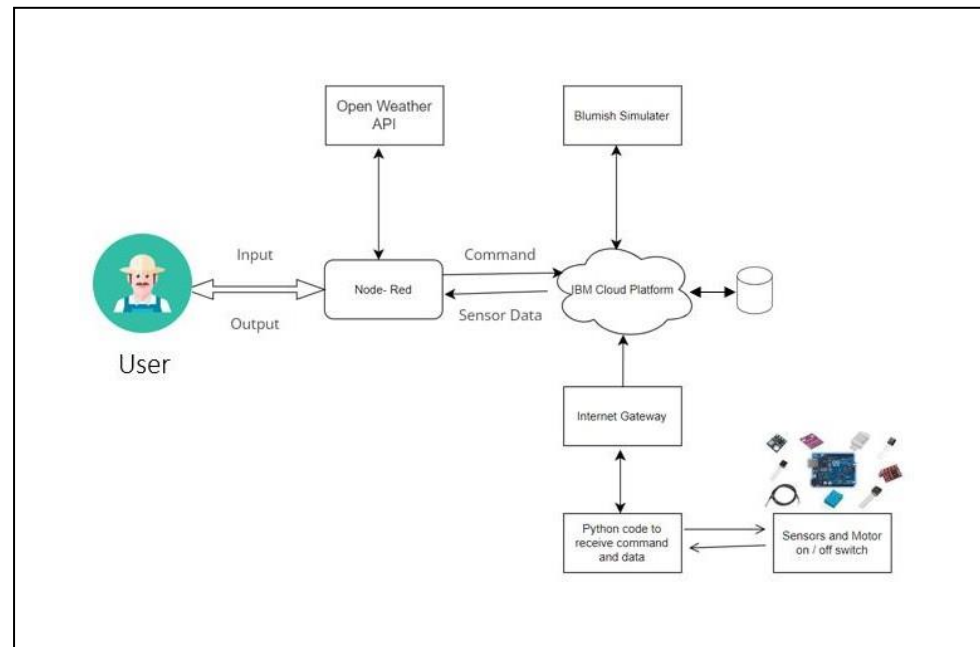 Open Weather
API
Blumish Simulater
Input
Command
Node- Red
IBM Cloud Platform
Output
Sensor Data
User
Internet Gateway
Python code to
receive command
and data
Sensors and Motor
on / off switch